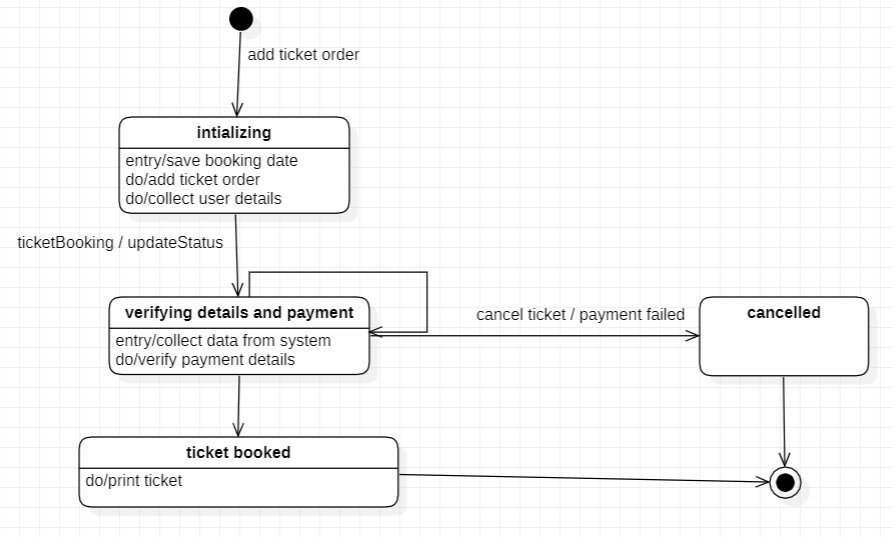 add ticket order
intializing
entry/save booking date
do/add ticket order
do/collect user details
ticketBooking / updateStatus
verifying details and payment
entry/collect data from system
do/verify payment details
cancel ticket / payment failed
cancelled
ticket booked
do/print ticket